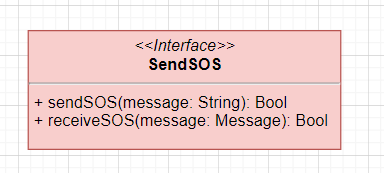 <<Interface>>
SendSOS
+ sendSOS(message: String): Bool
+ receiveSOS(message: Message): Bool